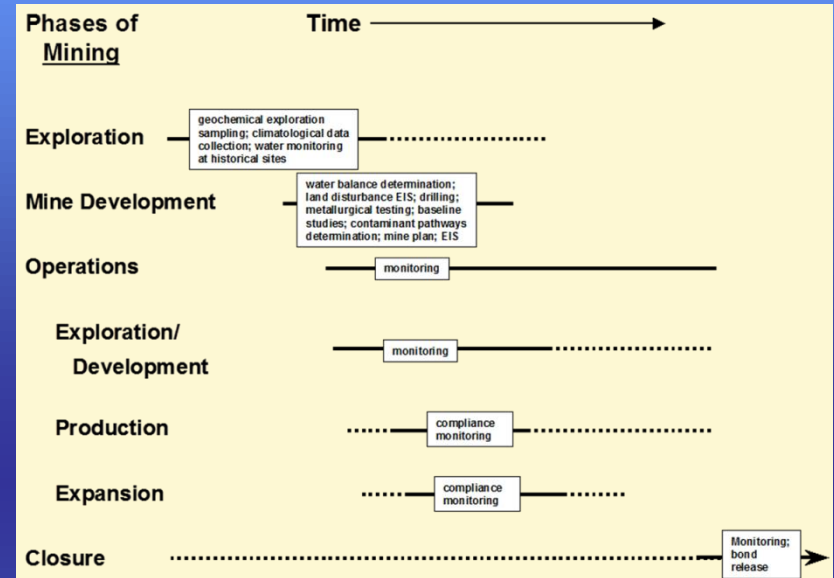 Phases of
Mining
Time
Exploration
geochemical exploration
sampling; climatological data
collection; water monitoring
at historical sites
Mine Development
water balance determination;
land disturbance EIS; drilling;
metallurgical testing; baseline
studies; contaminant pathways
determination; mine plan; EIS
Operations
monitoring
Exploration/
Development
monitoring
Production
compliance
monitoring
Expansion
compliance
monitoring
Closure
Monitoring;
bond
release